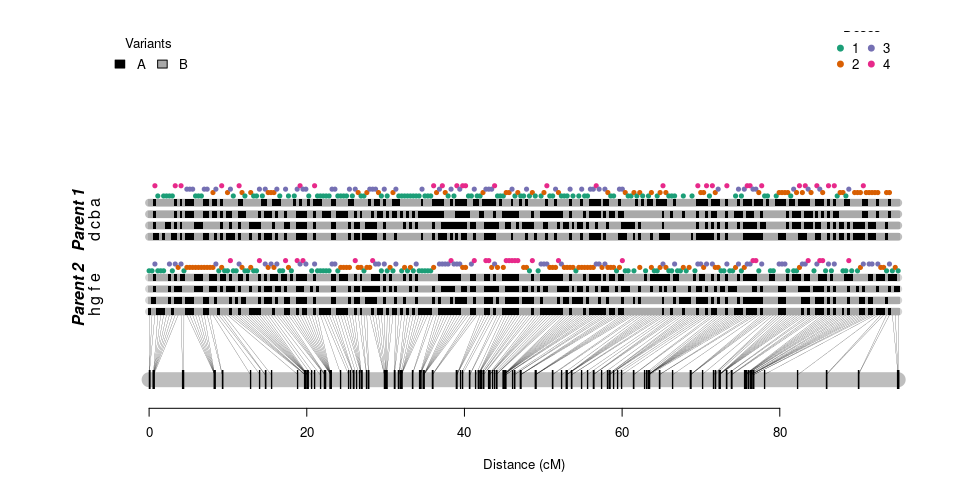 Variants
A B
1 3
2 4
Parent 1
d c b a
Parent 2
h g f e
0 20 40 60 80
Distance (cM)